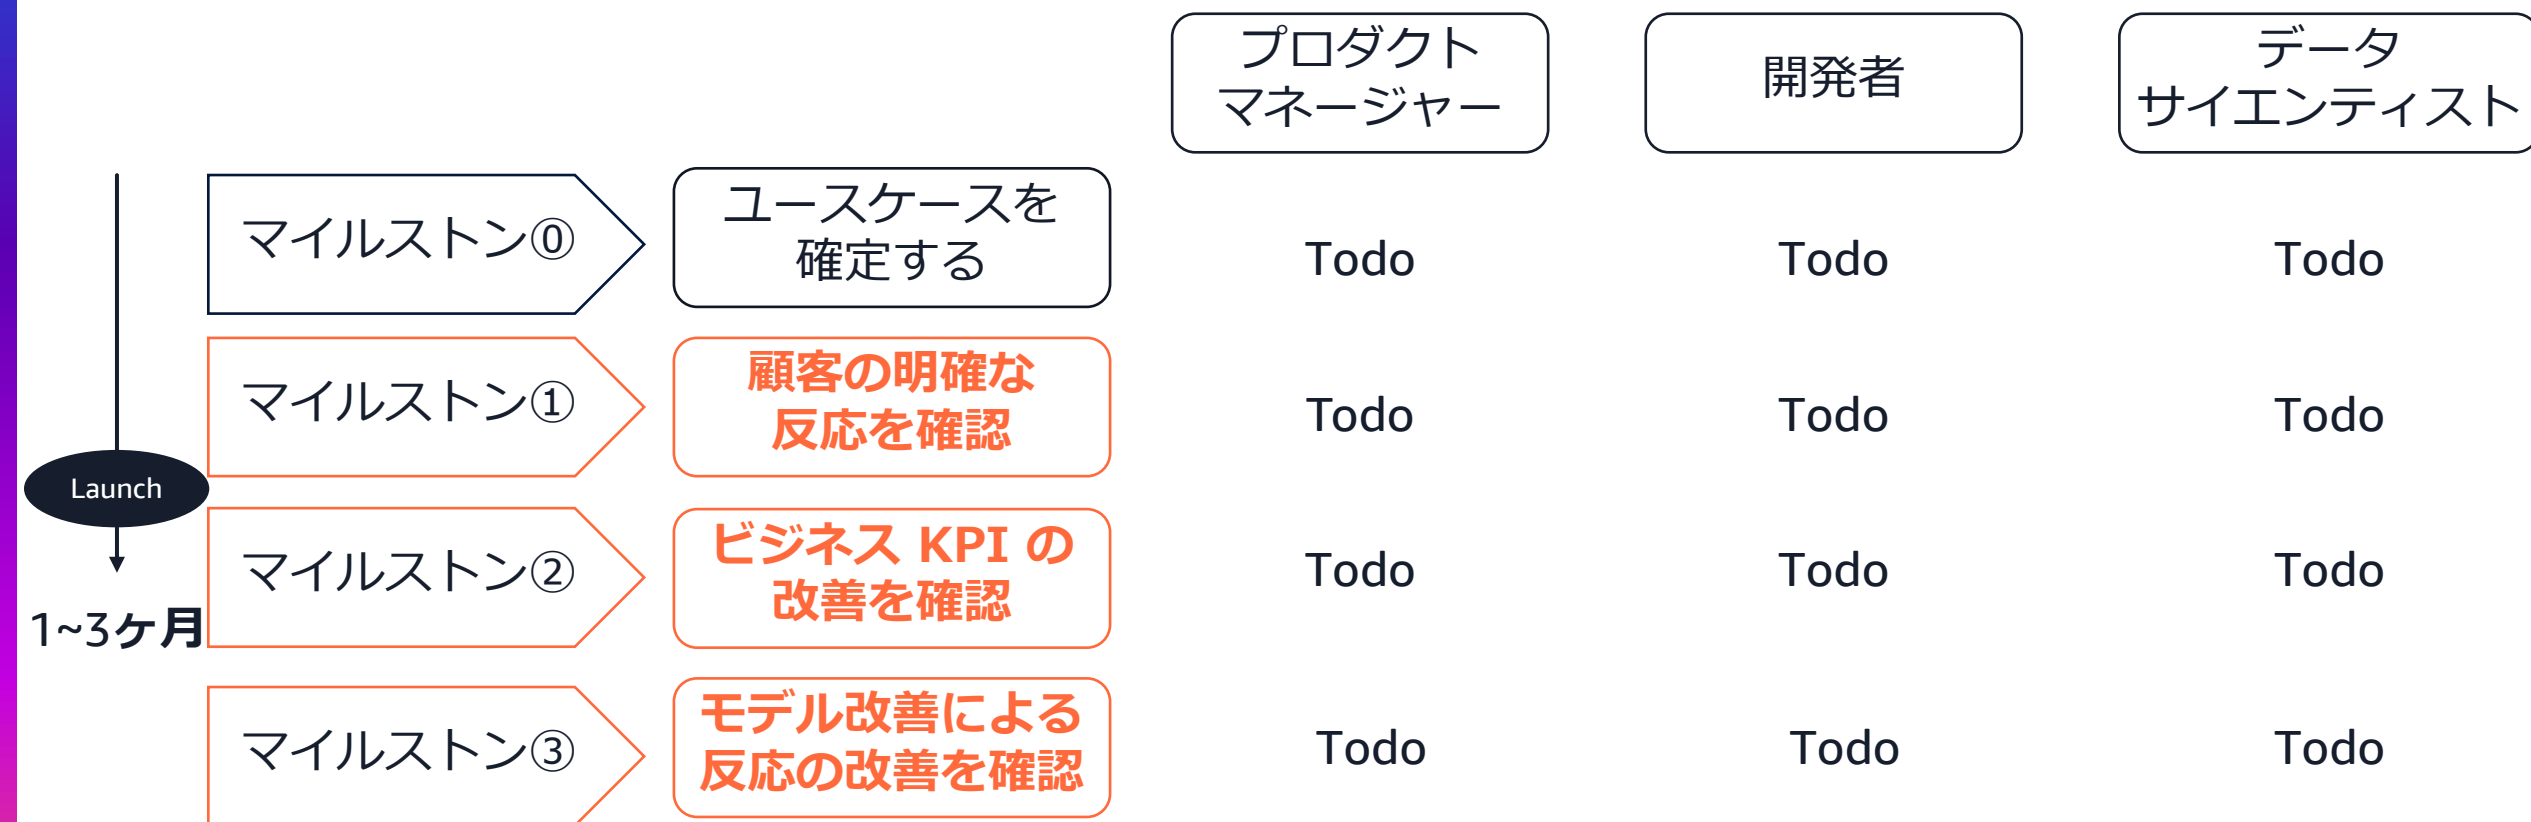 プロダクト
マネージャー
開発者
データ
サイエンティスト
マイルストン⓪
ユースケースを
確定する
Todo
Todo
Todo
マイルストン①
顧客の明確な
反応を確認
Todo
Todo
Todo
Launch
マイルストン②
ビジネス KPI の
改善を確認
Todo
Todo
Todo
1~3ヶ月
マイルストン③
モデル改善による
反応の改善を確認
Todo
Todo
Todo